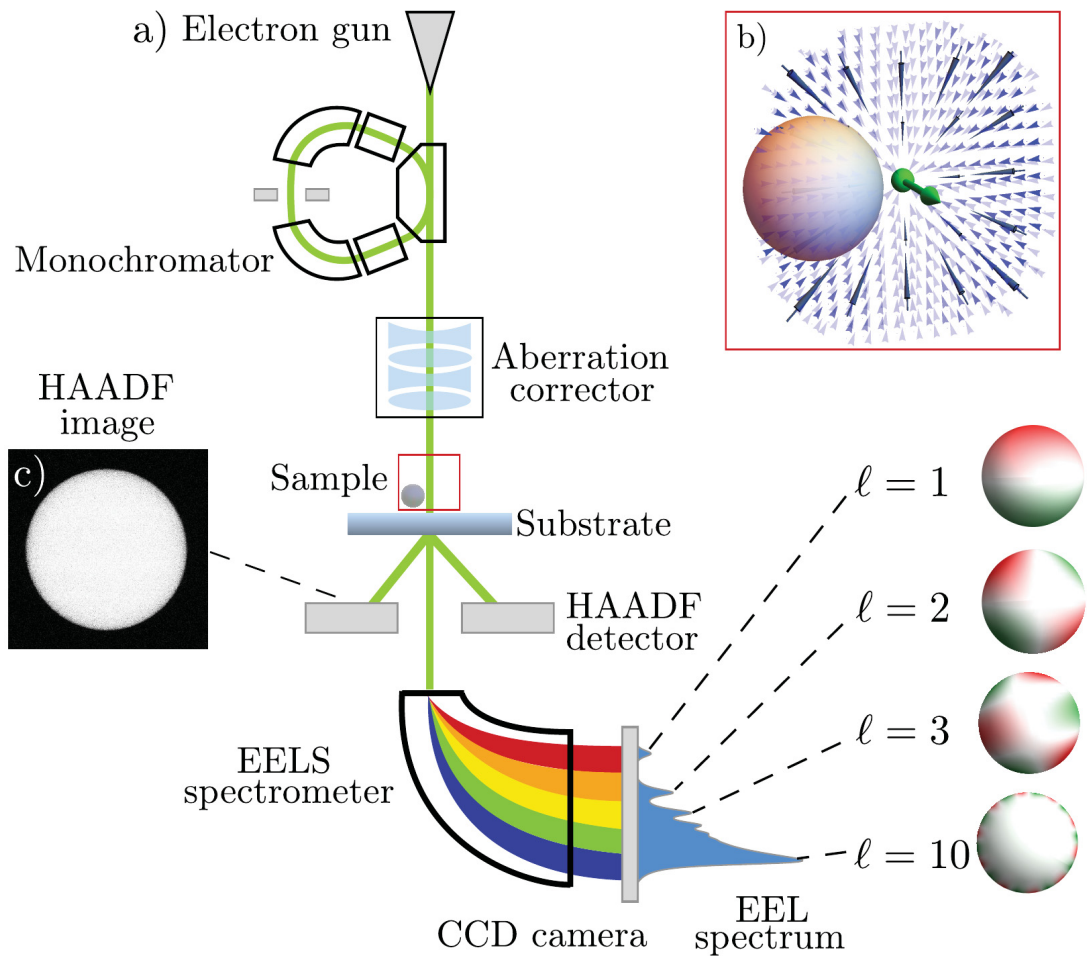 a) Electron gun
b)
Monochromator
Aberration
corrector
HAADF
image
c)
Sample
Substrate
HAADF
detector
ℓ = 1
ℓ = 2
ℓ = 3
ℓ = 10
EELS
spectrometer
CCD camera
EEL
spectrum